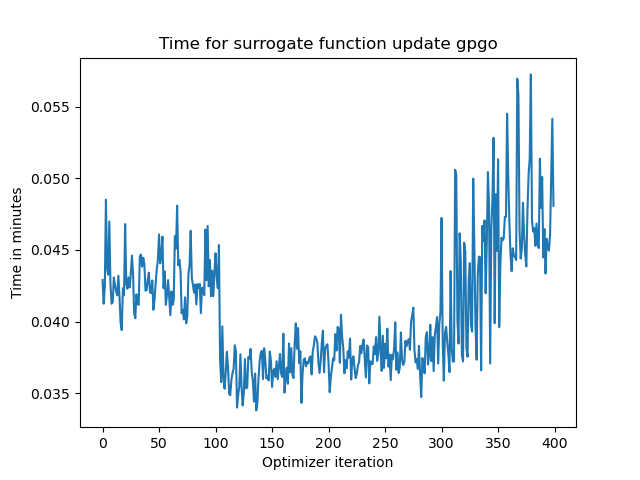 Time for surrogate function update gpgo
0.055
0.050
0.045
0.040
0.035
Time in minutes
0 50 100 150 200 250 300 350 400
Optimizer iteration